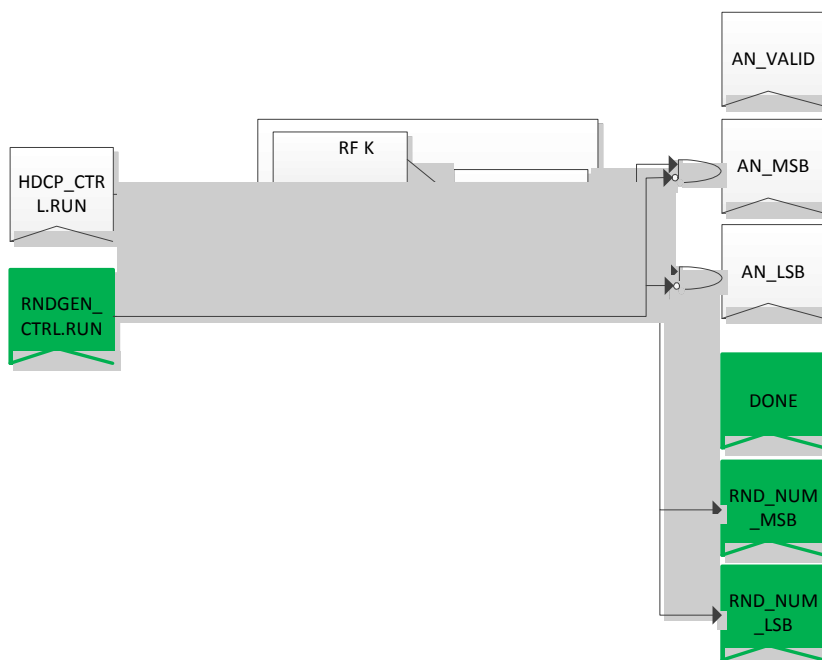 AN_VALID
RF K
AN_MSB
HDCP_CTR
L.RUN
AN_LSB
RNDGEN_
CTRL.RUN
DONE
RND_NUM
_MSB
RND_NUM
_LSB